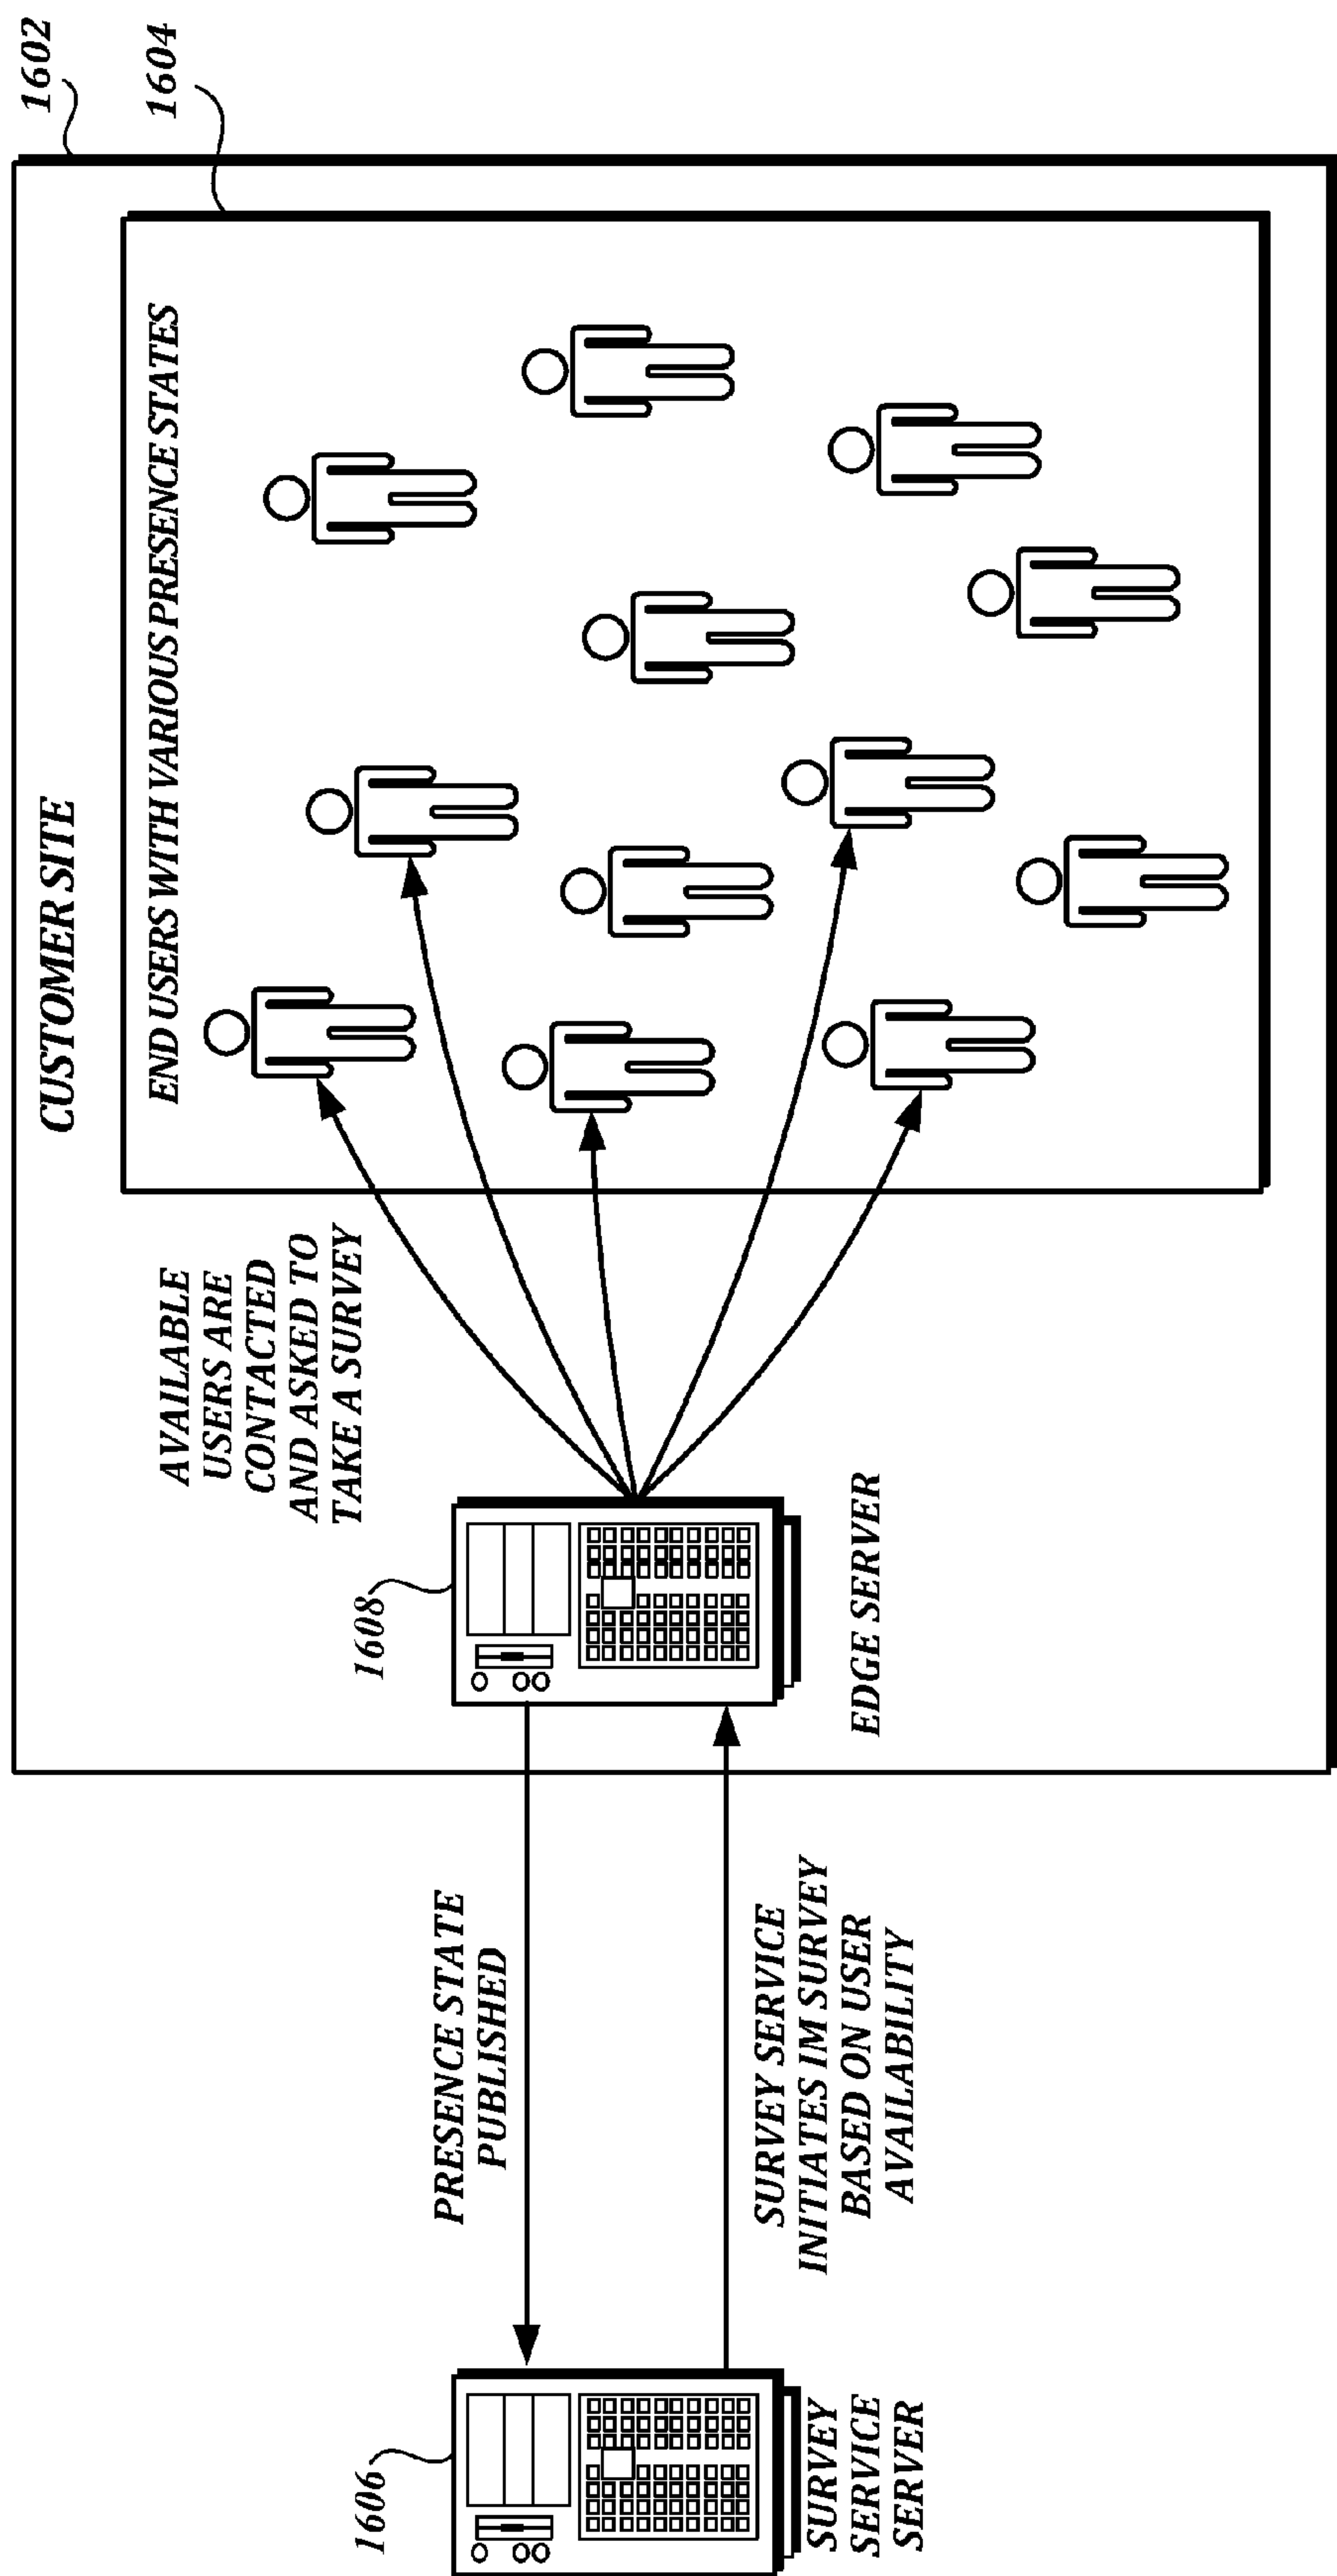 1602
1604
CUSTOMER SITE
END USERS WITH VARIOUS PRESENCE STATES
AVAILABLE
USERS ARE
CONTACTED
AND ASKED TO
TAKE A SURVEY
1608
EDGE SERVER
PRESENCE STATE
PUBLISHED
SURVEY SERVICE
INITIATES IM SURVEY
BASED ON USER
AVAILABILITY
1606
SURVEY
SERVICE
SERVER